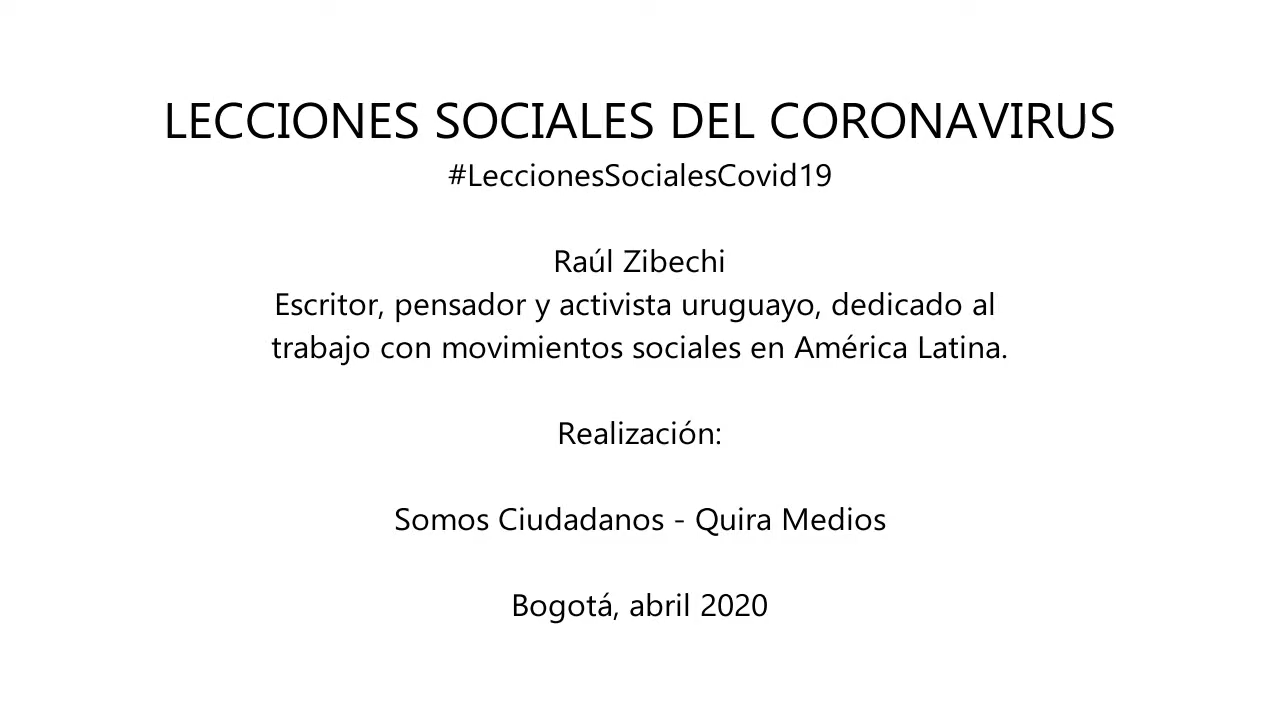 LECCIONES SOCIALES DEL CORONAVIRUS
#LeccionesSocialesCovid19
Raúl Zibechi
Escritor, pensador y activista uruguayo, dedicado al
trabajo con movimientos sociales en América Latina.
Realización:
Somos Ciudadanos - Quira Medios
Bogotá, abril 2020